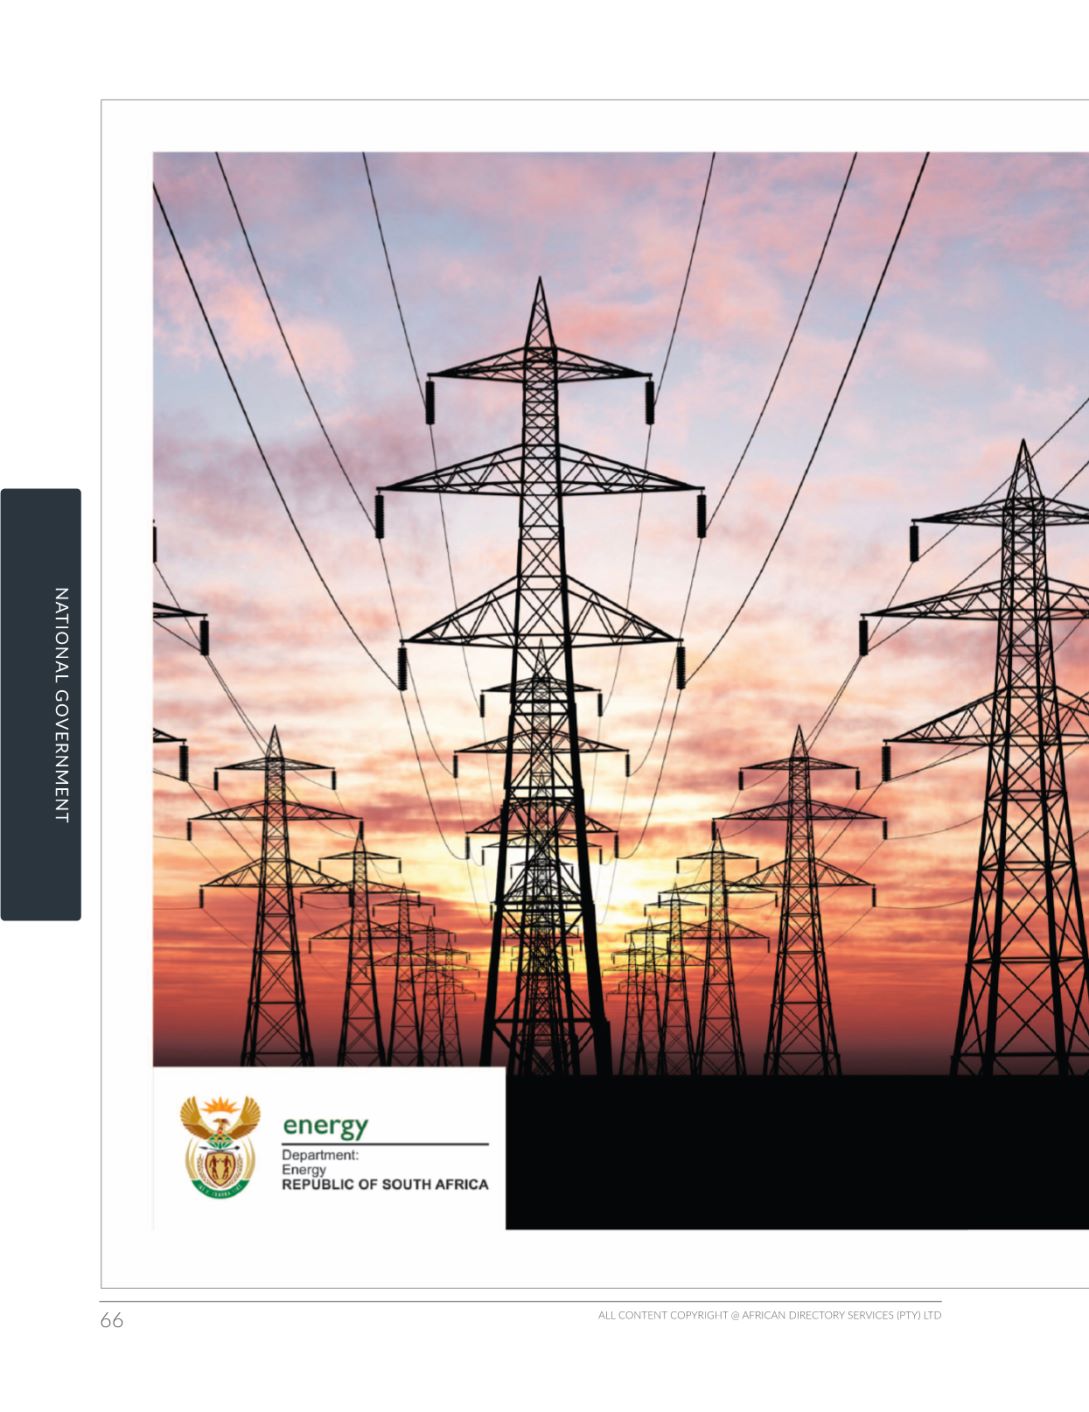 NATIONAL GOVERNMENT
energy
Department:
Energy
REPUBLIC OF SOUTH AFRICA
66
ALL CONTENT COPYRIGHT @ AFRICAN DIRECTORY SERVICES (PTY) LTD